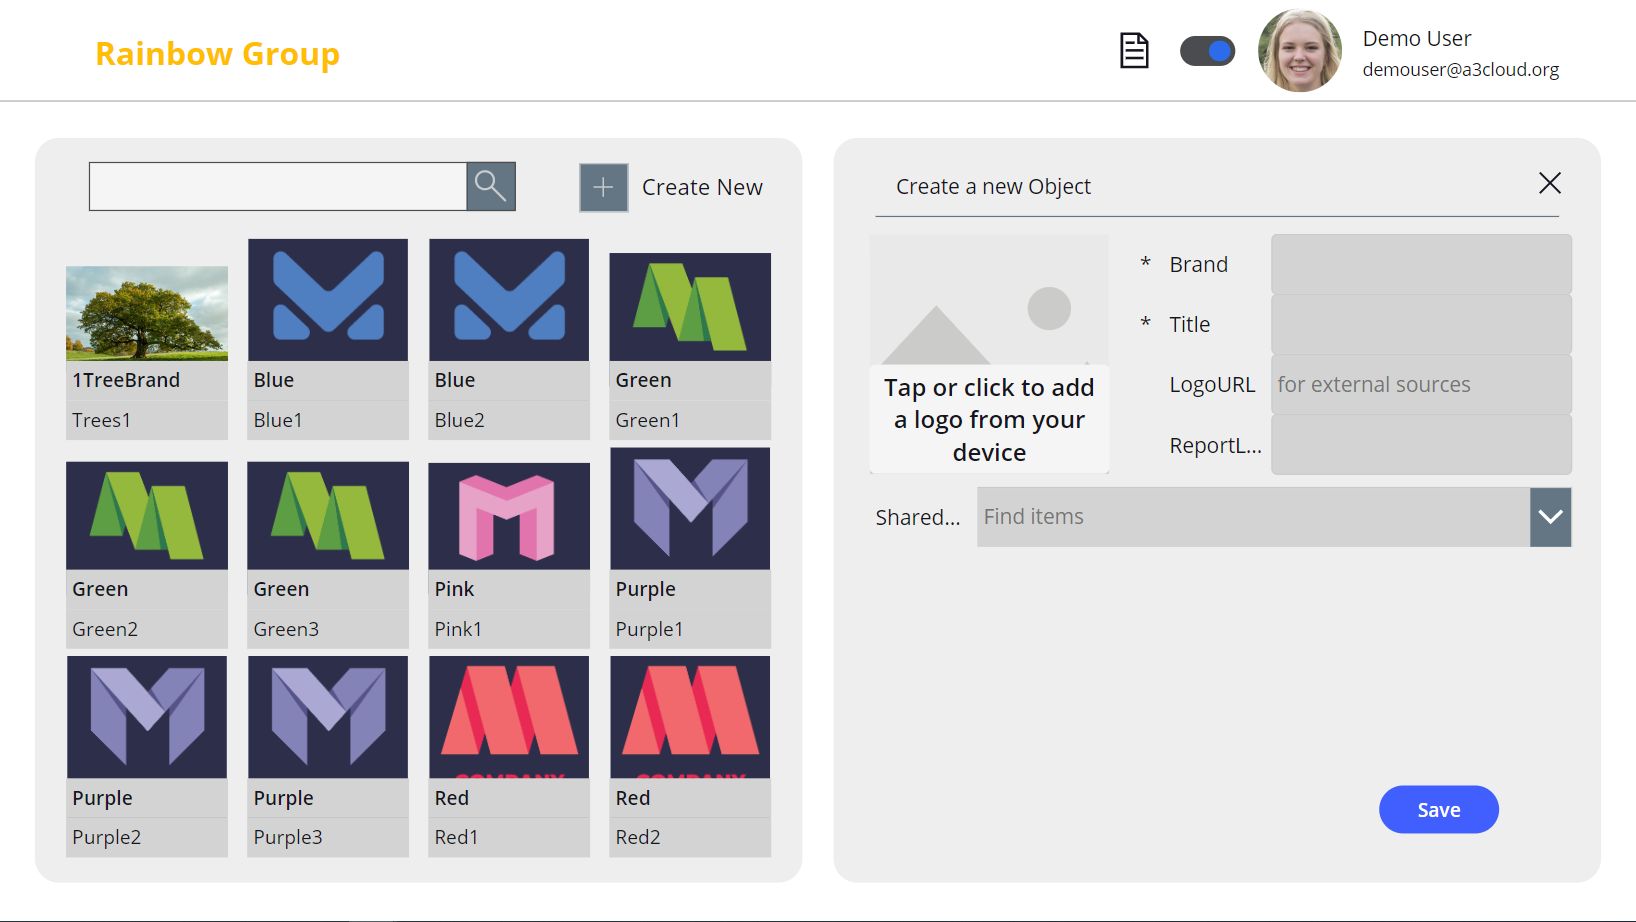 Rainbow Group
Demo User
demouser@a3cloud.org
Create New
1TreeBrand
Trees1
Blue
Blue1
Blue
Blue2
Green
Green1
Green
Green2
Green
Green3
Pink
Pink1
Purple
Purple1
COMPANY
COMPANY
Purple
Purple2
Purple
Purple3
Red
Red1
Red
Red2
Create a new Object
Tap or click to add
a logo from your
device
* Brand
* Title
LogoURL for external sources
ReportL...
Shared... Find items
Save